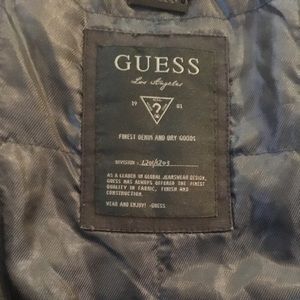 GUESS
Los Angeles
19 81
?
FINEST DENIM AND DRY GOODS
DIVISION:
AS A LEADER IN GLOBAL JEANSWEAR DESIGN,
GUESS HAS ALWAYS OFFERED THE FINEST
QUALITY IN FABRIC, FINISH AND
CONSTRUCTION.
WEAR AND ENJOY -GUESS